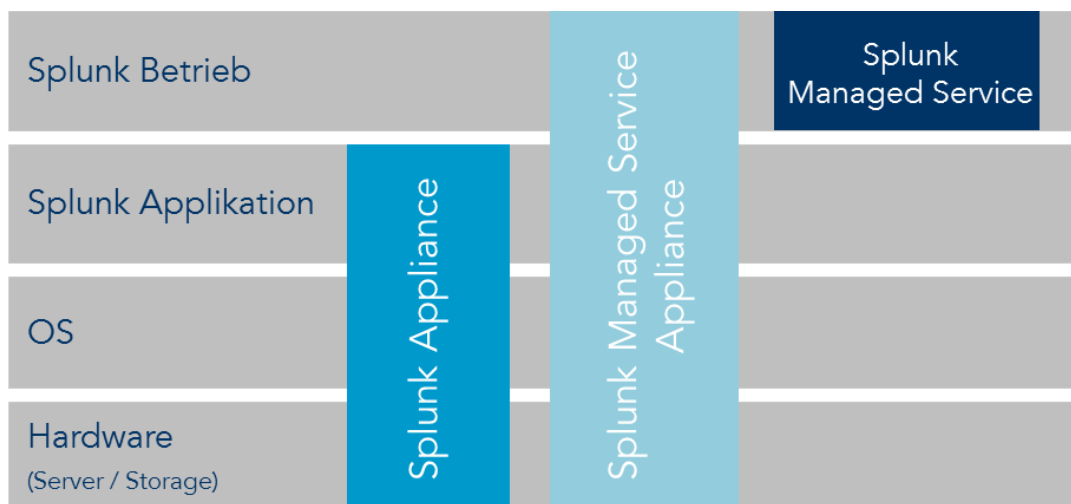 Splunk Betrieb
Splunk Applikation
OS
Hardware
(Server / Storage)
Splunk Appliance
Splunk Managed Service
Appliance
Splunk
Managed Service